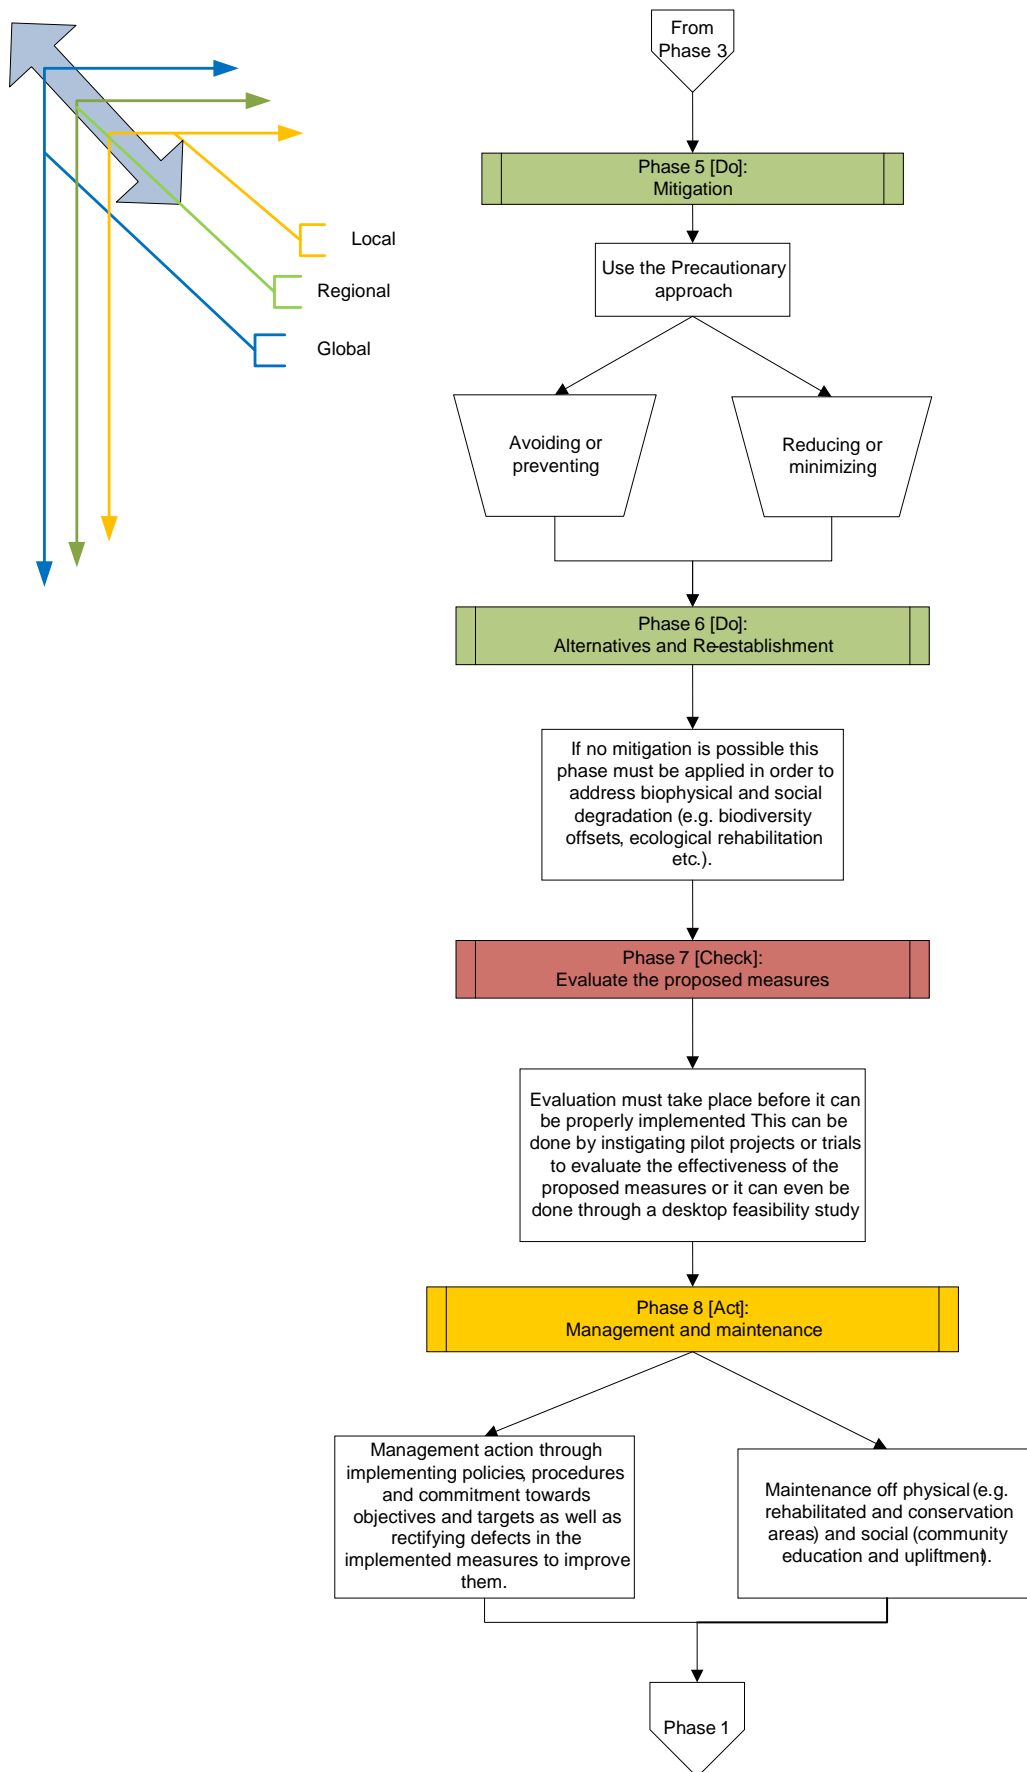 From
Phase 3
Phase 5 [Do]:
Mitigation
Use the Precautionary
approach
Local
Regional
Global
Avoiding or
preventing
Reducing or
minimizing
Phase 6 [Do]:
Alternatives and Re-establishment
If no mitigation is possible this
phase must be applied in order to
address biophysical and social
degradation (e.g. biodiversity
offsets, ecological rehabilitation
etc.).
Phase 7 [Check]:
Evaluate the proposed measures
Evaluation must take place before it can
be properly implemented. This can be
done by instigating pilot projects or trials
to evaluate the effectiveness of the
proposed measures or it can even be
done through a desktop feasibility study
Phase 8 [Act]:
Management and maintenance
Management action through
implementing policies, procedures
and commitment towards
objectives and targets as well as
rectifying defects in the
implemented measures to improve
them.
Maintenance off physical (e.g.
rehabilitated and conservation
areas) and social (community
education and upliftment).
Phase 1